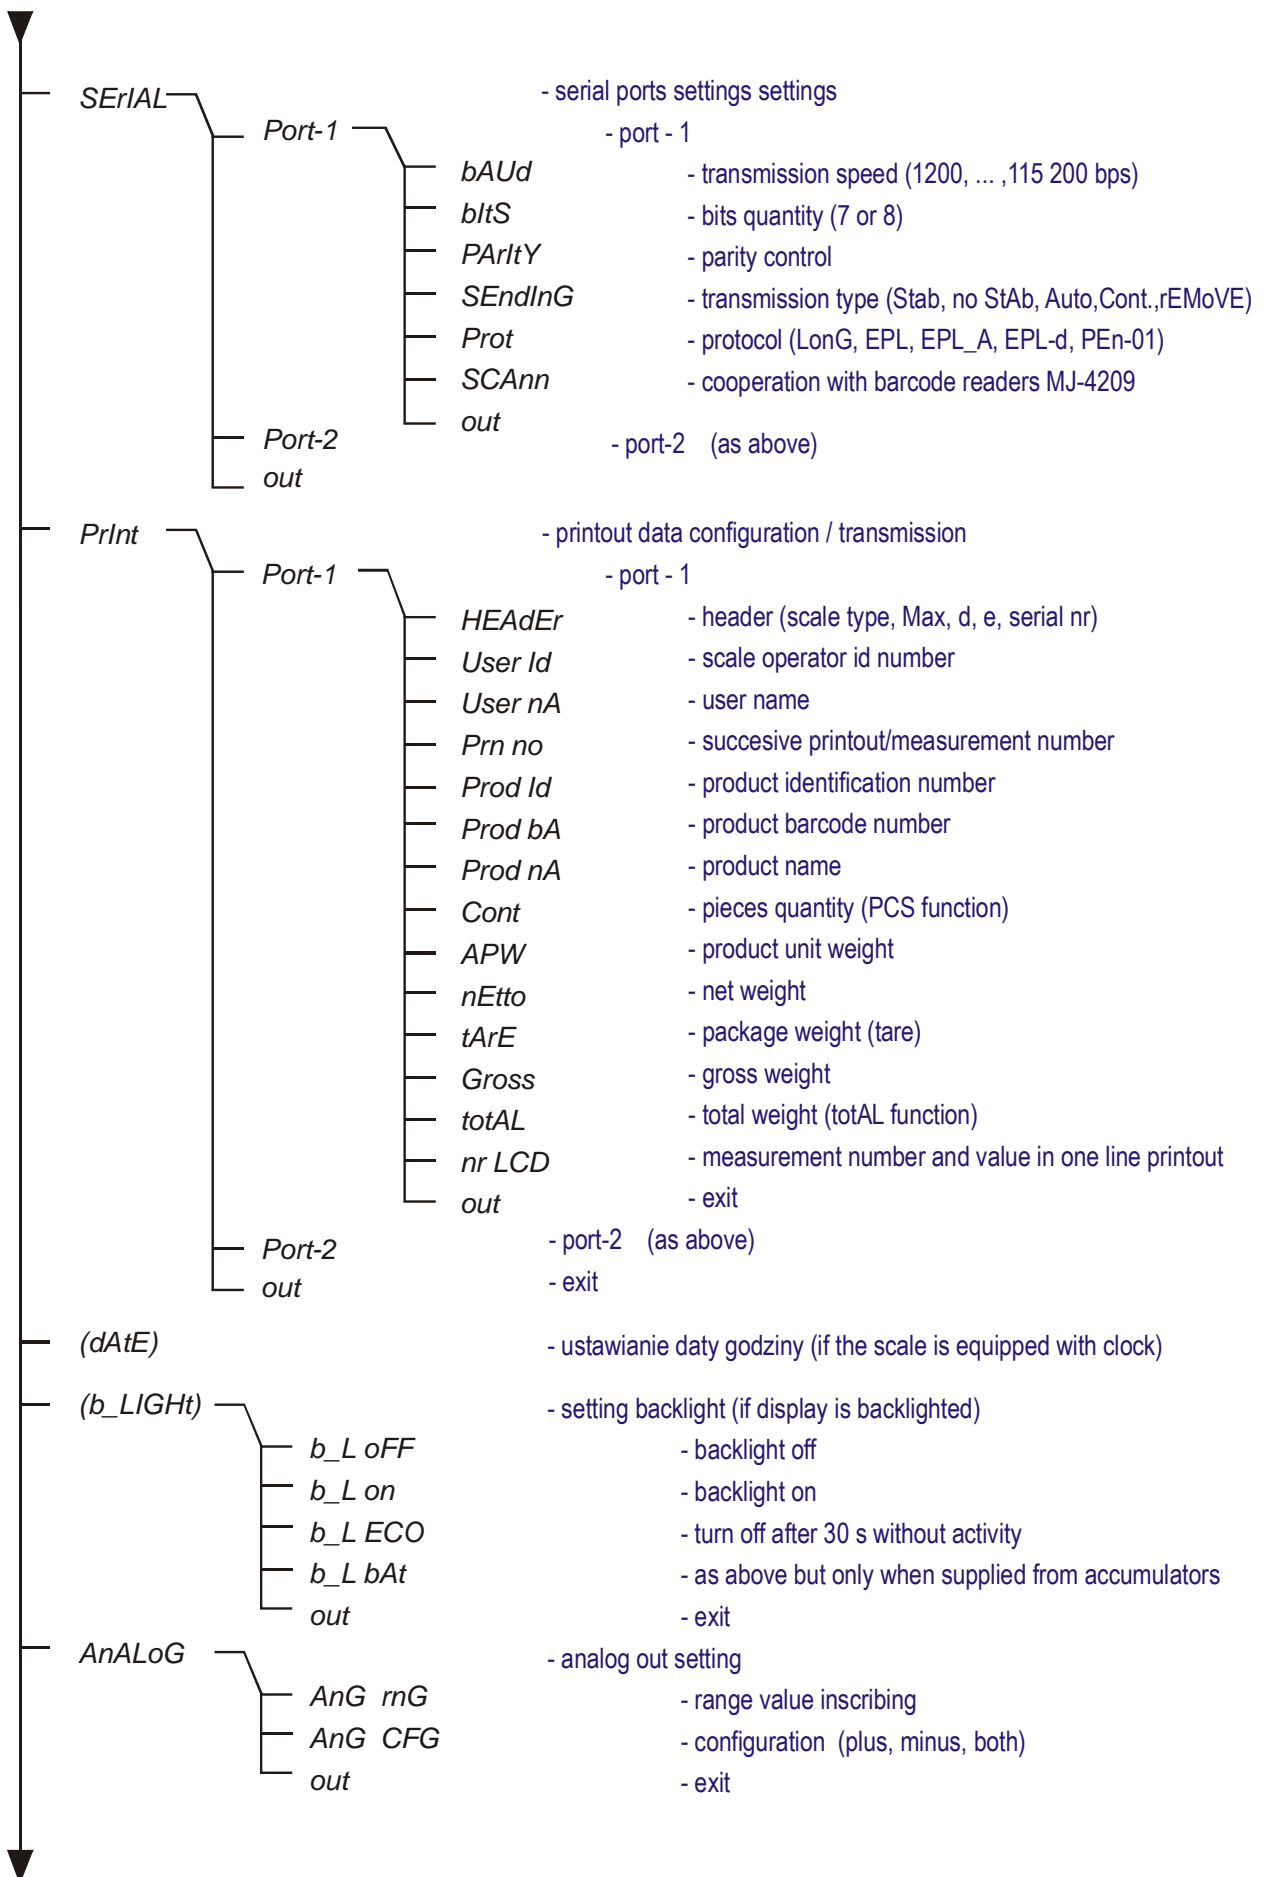 SErIAL - serial ports settings settings
Port-1 - port - 1
bAUd - transmission speed (1200, ... ,115 200 bps)
bItS - bits quantity (7 or 8)
PArItY - parity control
SEndInG - transmission type (Stab, no StAb, Auto,Cont.,rEMoVE)
Prot - protocol (LonG, EPL, EPL_A, EPL-d, PEn-01)
SCAnn - cooperation with barcode readers MJ-4209
out
Port-2 - port-2 (as above)
out
PrInt - printout data configuration / transmission
Port-1 - port - 1
HEAdEr - header (scale type, Max, d, e, serial nr)
User Id - scale operator id number
User nA - user name
Prn no - succesive printout/measurement number
Prod Id - product identification number
Prod bA - product barcode number
Prod nA - product name
Cont - pieces quantity (PCS function)
APW - product unit weight
nEtto - net weight
tArE - package weight (tare)
Gross - gross weight
totAL - total weight (totAL function)
nr LCD - measurement number and value in one line printout
out - exit
Port-2 - port-2 (as above)
out - exit
(dAtE) - ustawianie daty godziny (if the scale is equipped with clock)
(b_LIGHt) - setting backlight (if display is backlighted)
b_L oFF - backlight off
b_L on - backlight on
b_L ECO - turn off after 30 s without activity
b_L bAt - as above but only when supplied from accumulators
out - exit
AnALoG - analog out setting
AnG rnG - range value inscribing
AnG CFG - configuration (plus, minus, both)
out - exit